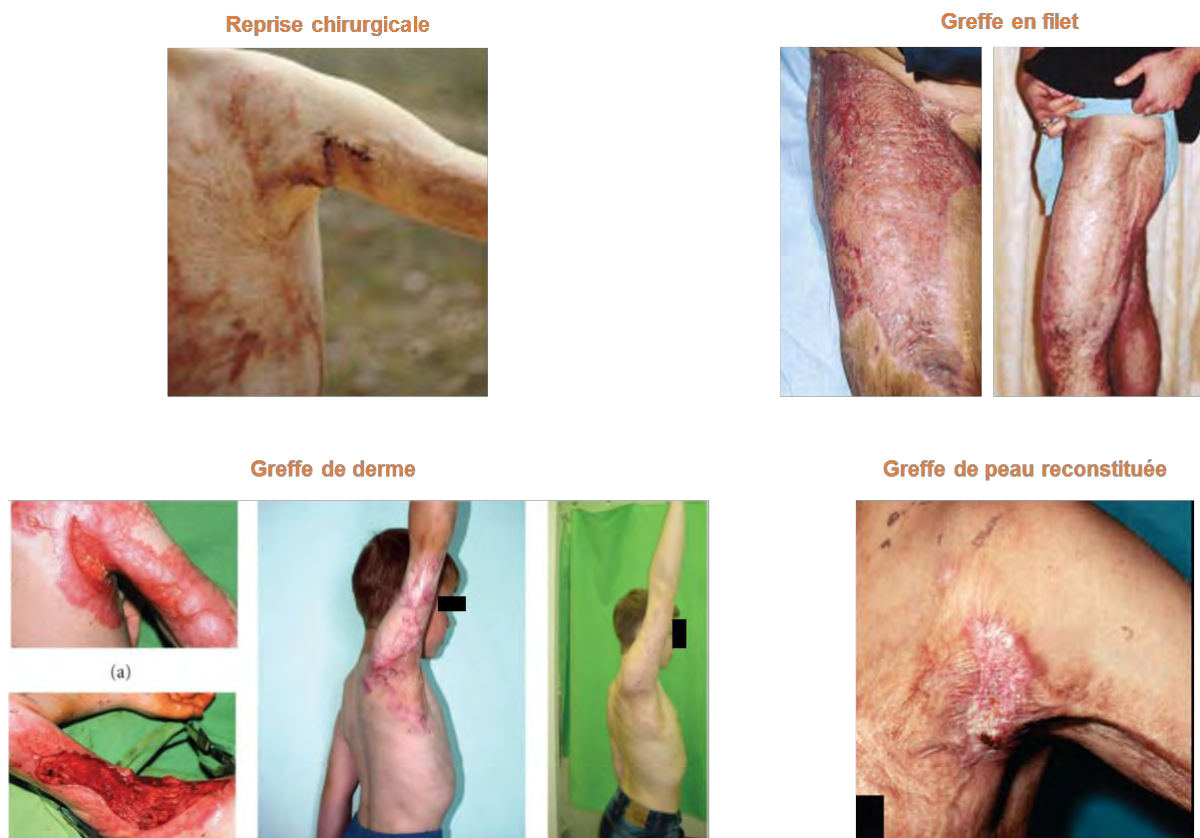 Reprise chirurgicale
Greffe en filet
Greffe de derme
Greffe de peau reconstituée
(a)